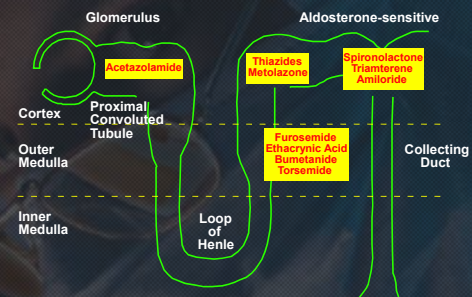 Glomerulus
Aldosterone-sensitive
Acetazolamide
Thiazides
Metolazone
Spironolactone
Triamterene
Amiloride
Cortex
Proximal
Convoluted
Tubule
Outer
Medulla
Furosemide
Ethacrynic Acid
Bumetanide
Torsemide
Collecting
Duct
Inner
Medulla
Loop
of
Henle